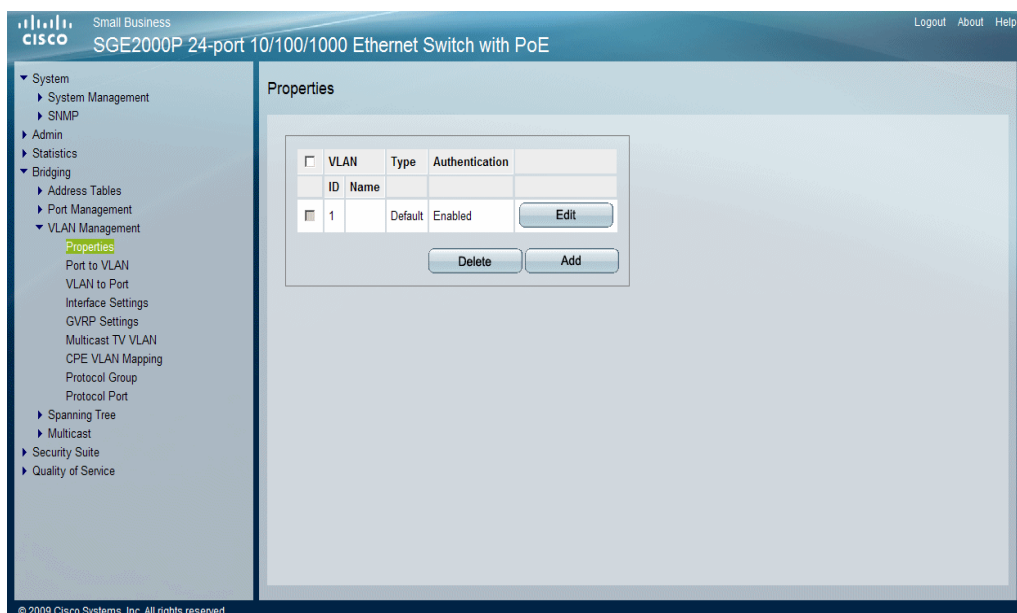 Small Business
CISCO
SGE2000P 24-port 10/100/1000 Ethernet Switch with PoE
Logout About Help
System
System Management
SNMP
Admin
Statistics
Bridging
Address Tables
Port Management
VLAN Management
Properties
Port to VLAN
VLAN to Port
Interface Settings
GVRP Settings
Multicast TV VLAN
CPE VLAN Mapping
Protocol Group
Protocol Port
Spanning Tree
Multicast
Security Suite
Quality of Service
Properties
VLAN Type Authentication
ID Name
1 Default Enabled Edit
Delete Add
© 2009 Cisco Systems, Inc. All rights reserved.